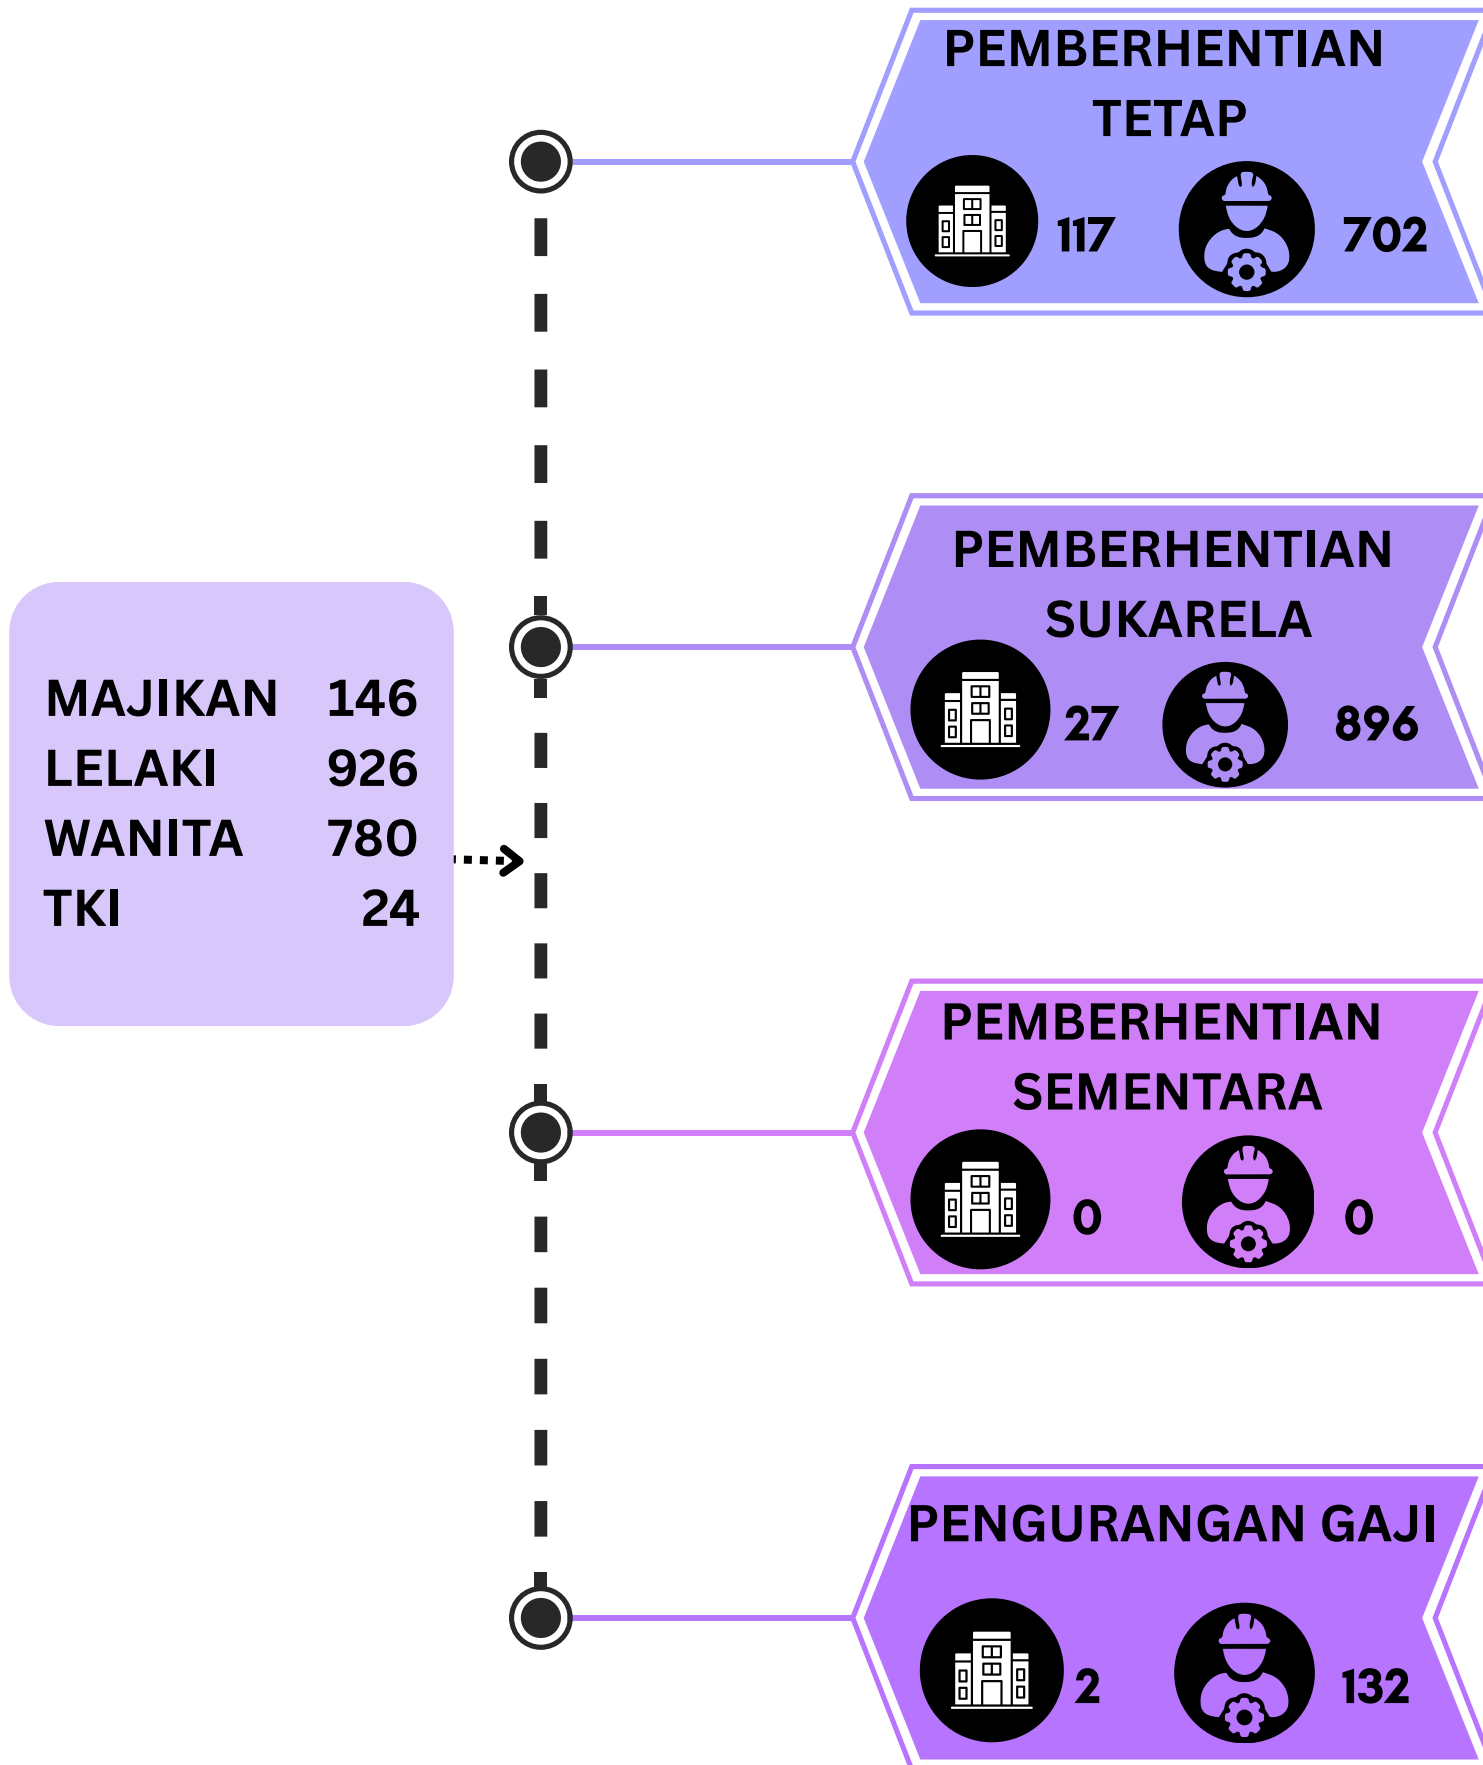 PEMBERHENTIAN
TETAP
117 702
PEMBERHENTIAN
SUKARELA
27 896
MAJIKAN 146
LELAKI 926
WANITA 780
TKI 24
PEMBERHENTIAN
SEMENTARA
0 0
PENGURANGAN GAJI
2 132